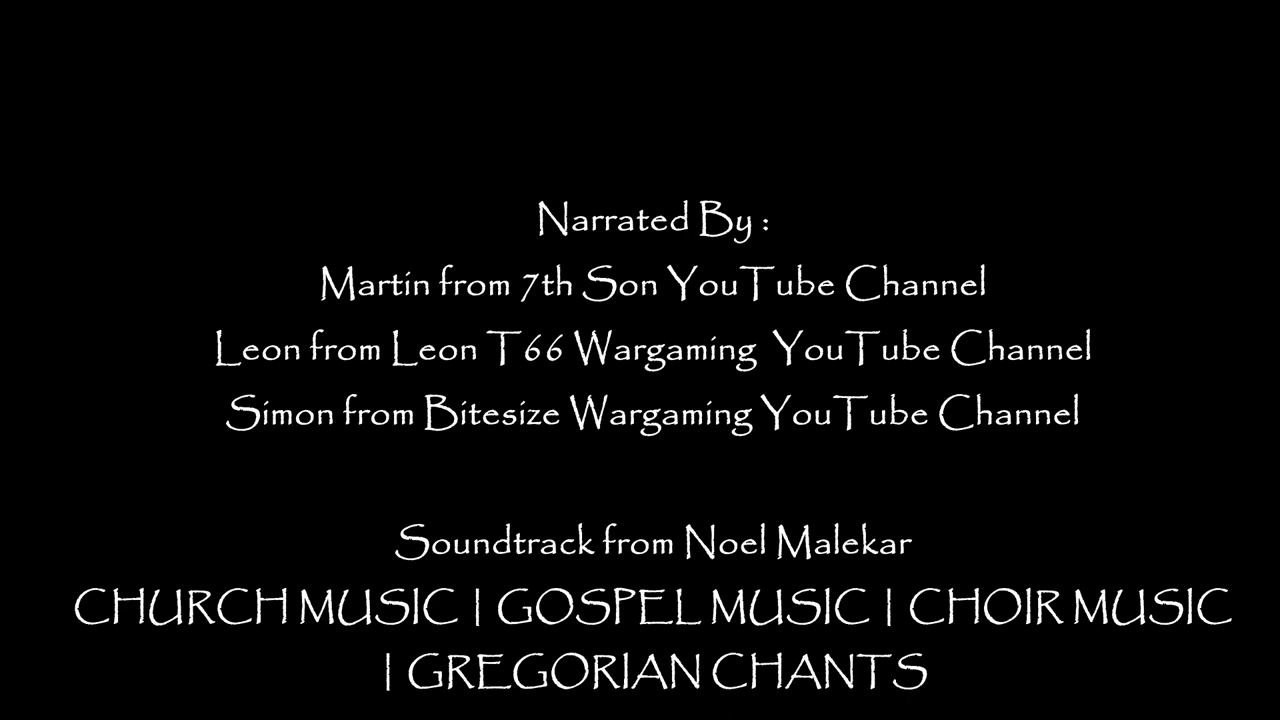 Narrated By :
Martin from 7th Son YouTube Channel
Leon from Leon T66 Wargaming YouTube Channel
Simon from Bitesize Wargaming YouTube Channel
Soundtrack from Noel Malekar
CHURCH MUSIC | GOSPEL MUSIC | CHOIR MUSIC
| GREGORIAN CHANTS